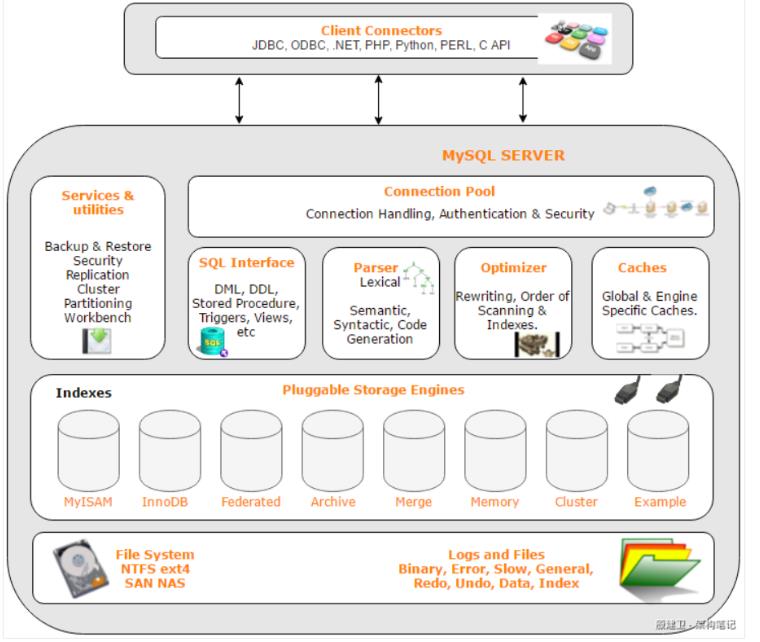 Client Connectors
JDBC, ODBC, .NET, PHP, Python, PERL, C API
MySQL SERVER
Services &
utilities
Backup & Restore
Security
Replication
Cluster
Partitioning
Workbench
Connection Pool
Connection Handling, Authentication & Security
SQL Interface
DML, DDL,
Stored Procedure,
Triggers, Views,
etc
SQL
Parser
Lexical
Semantic,
Syntactic, Code
Generation
Optimizer
Rewriting, Order of
Scanning &
Indexes.
Caches
Global & Engine
Specific Caches.
Indexes
Pluggable Storage Engines
MyISAM
InnoDB
Federated
Archive
Merge
Memory
Cluster
Example
File System
NTFS ext4
SAN NAS
Logs and Files
Binary, Error, Slow, General,
Redo, Undo, Data, Index
殷建卫 - 架构笔记